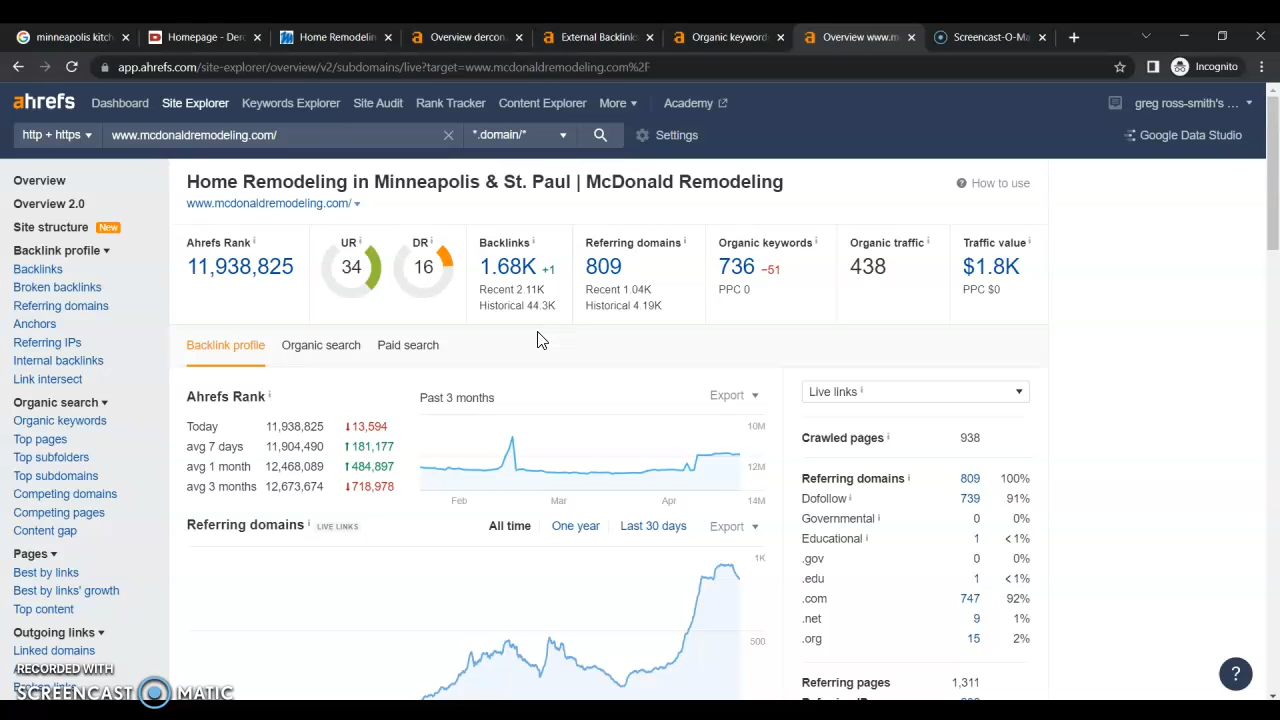 minneapolis kitch
Homepage - Derc
Home Remodelin
Overview dercon.
External Backlink
Organic keyword
Overview www.m
Screencast-O-Ma
app.ahrefs.com/site-explorer/overview/v2/subdomains/live?target=www.mcdonaldremodeling.com%2F
Incognito
ahrefs
Dashboard
Site Explorer
Keywords Explorer
Site Audit
Rank Tracker
Content Explorer
More
Academy
greg ross-smith's ...
http + https
www.mcdonaldremodeling.com/
*.domain/*
Settings
Google Data Studio
Overview
Overview 2.0
Site structure New
Backlink profile
Backlinks
Broken backlinks
Referring domains
Anchors
Referring IPs
Internal backlinks
Link intersect
Organic search
Organic keywords
Top pages
Top subfolders
Top subdomains
Competing domains
Competing pages
Content gap
Pages
Best by links
Best by links' growth
Top content
Outgoing links
Linked domains
RECORDED WITH
SCREENCAST MATIC
Home Remodeling in Minneapolis & St. Paul | McDonald Remodeling
How to use
www.mcdonaldremodeling.com/
Ahrefs Rank
11,938,825
UR
34
DR
16
Backlinks
1.68K +1
Recent 2.11K
Historical 44.3K
Referring domains
809
Recent 1.04K
Historical 4.19K
Organic keywords
736 −51
PPC 0
Organic traffic
438
Traffic value
$1.8K
PPC $0
Backlink profile
Organic search
Paid search
Ahrefs Rank
Today 11,938,825 ↓13,594
avg 7 days 11,904,490 ↑181,177
avg 1 month 12,468,089 ↑484,897
avg 3 months 12,673,674 ↓718,978
Past 3 months
Export
10M
12M
14M
Feb
Mar
Apr
Referring domains LIVE LINKS
All time
One year
Last 30 days
Export
1K
500
Live links
Crawled pages 938
Referring domains 809 100%
Dofollow 739 91%
Governmental 0 0%
Educational 1 <1%
.gov 0 0%
.edu 1 <1%
.com 747 92%
.net 9 1%
.org 15 2%
Referring pages 1,311
?